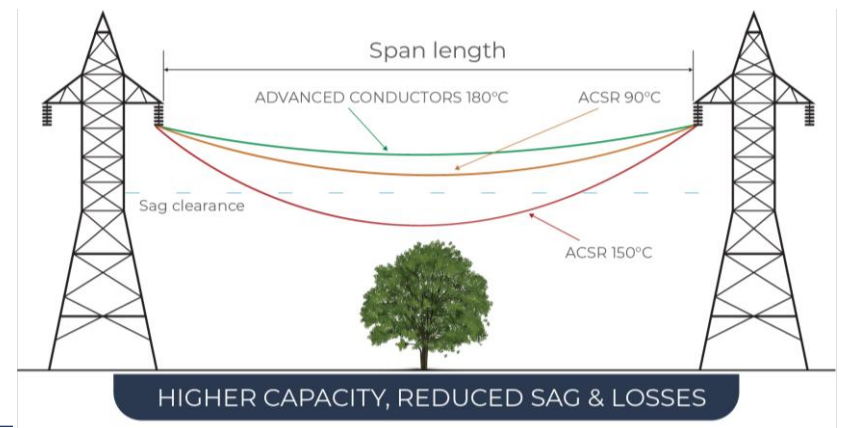 Span length
ADVANCED CONDUCTORS 180°C
ACSR 90°C
Sag clearance
ACSR 150°C
HIGHER CAPACITY, REDUCED SAG & LOSSES